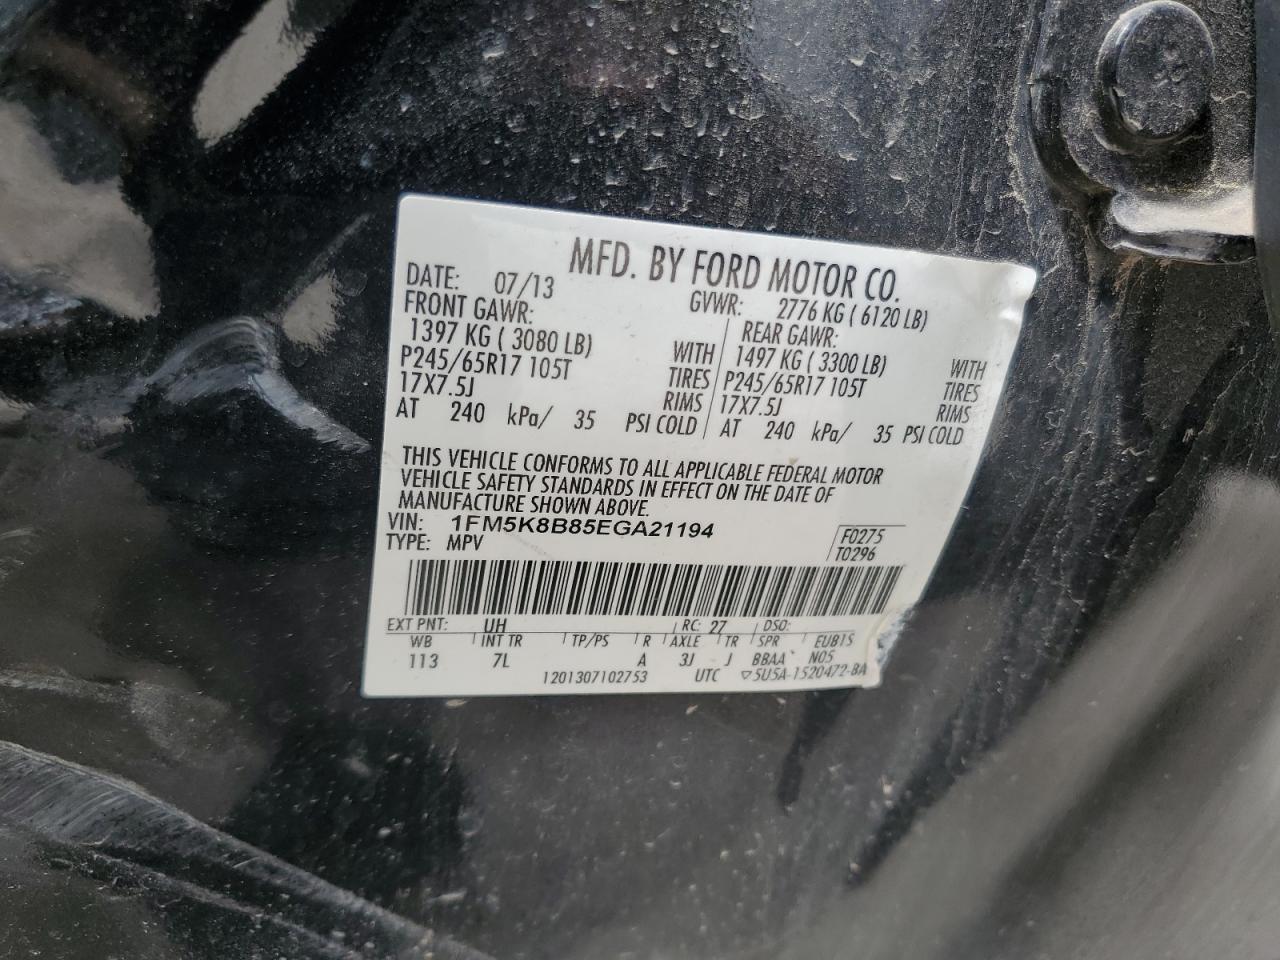 MFD. BY FORD MOTOR CO.
DATE: 07/13 GVWR: 2776 KG ( 6120 LB)
FRONT GAWR: REAR GAWR:
1397 KG ( 3080 LB) WITH 1497 KG ( 3300 LB) WITH
P245/65R17 105T TIRES P245/65R17 105T TIRES
17X7.5J RIMS 17X7.5J RIMS
AT 240 kPa/ 35 PSI COLD AT 240 kPa/ 35 PSI COLD
THIS VEHICLE CONFORMS TO ALL APPLICABLE FEDERAL MOTOR
VEHICLE SAFETY STANDARDS IN EFFECT ON THE DATE OF
MANUFACTURE SHOWN ABOVE.
VIN: 1FM5K8B85EGA21194 F0275
TYPE: MPV T0296
EXT PNT: UH RC: 27 DSO:
WB INT TR TP/PS R AXLE TR SPR EUB15
113 7L A 3J J BBAA N05
1201307102753 UTC ▽5U5A-1520472-BA